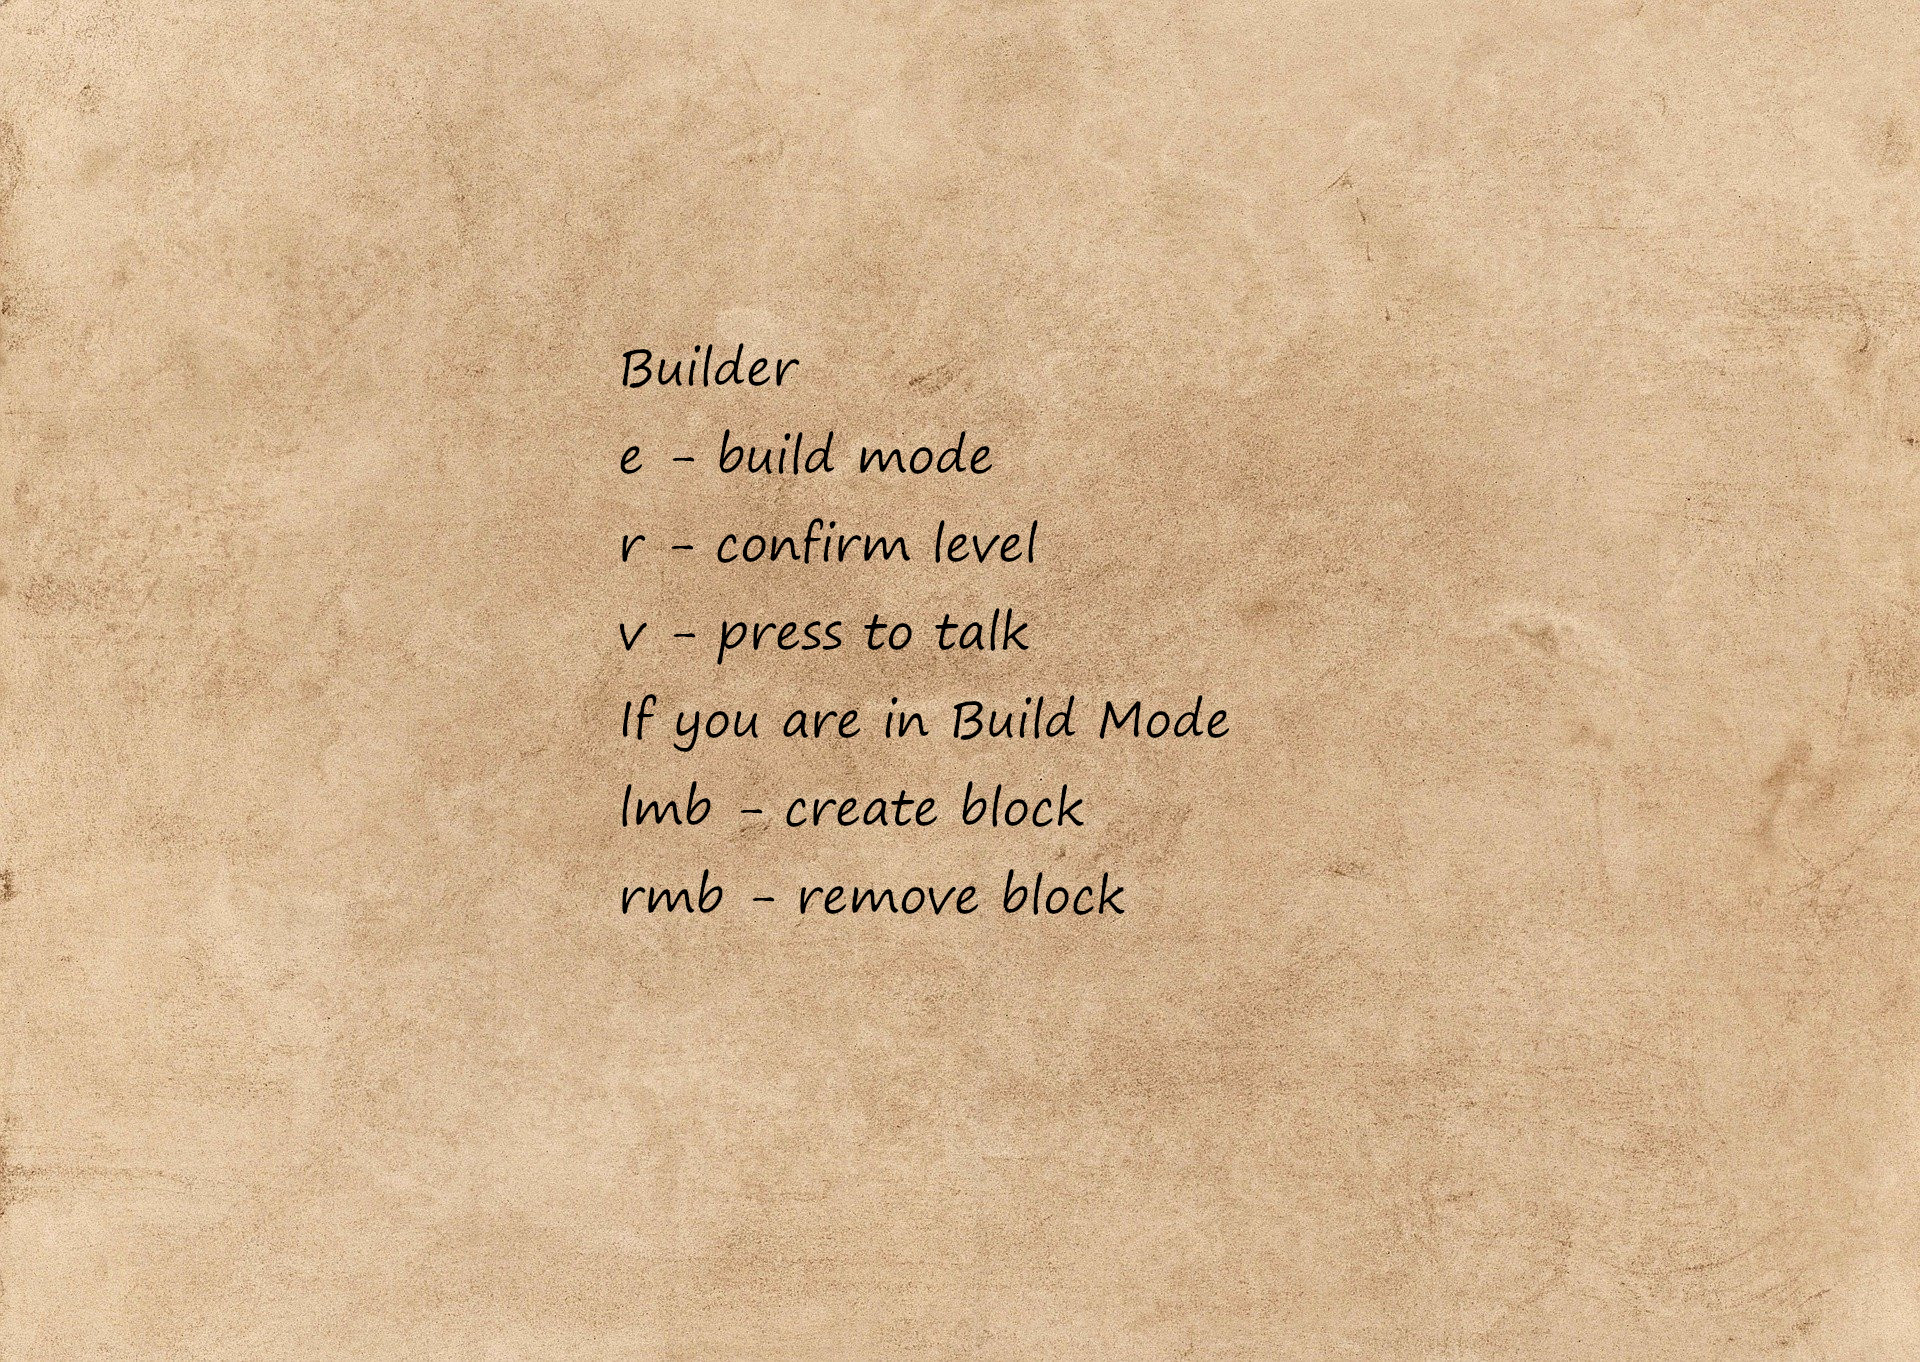 Builder
e - build mode
r - confirm level
v - press to talk
If you are in Build Mode
lmb - create block
rmb - remove block